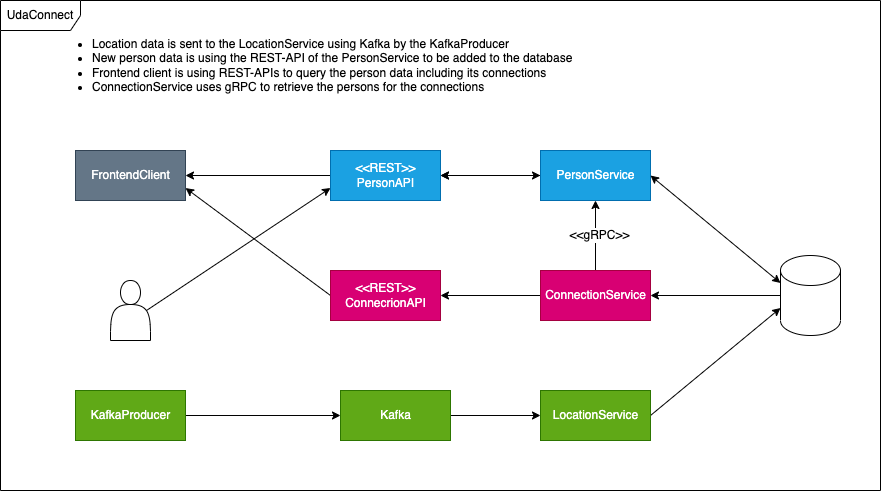 UdaConnect
• Location data is sent to the LocationService using Kafka by the KafkaProducer
• New person data is using the REST-API of the PersonService to be added to the database
• Frontend client is using REST-APIs to query the person data including its connections
• ConnectionService uses gRPC to retrieve the persons for the connections
FrontendClient
<<REST>>
PersonAPI
PersonService
<<gRPC>>
<<REST>>
ConnecrionAPI
ConnectionService
KafkaProducer
Kafka
LocationService